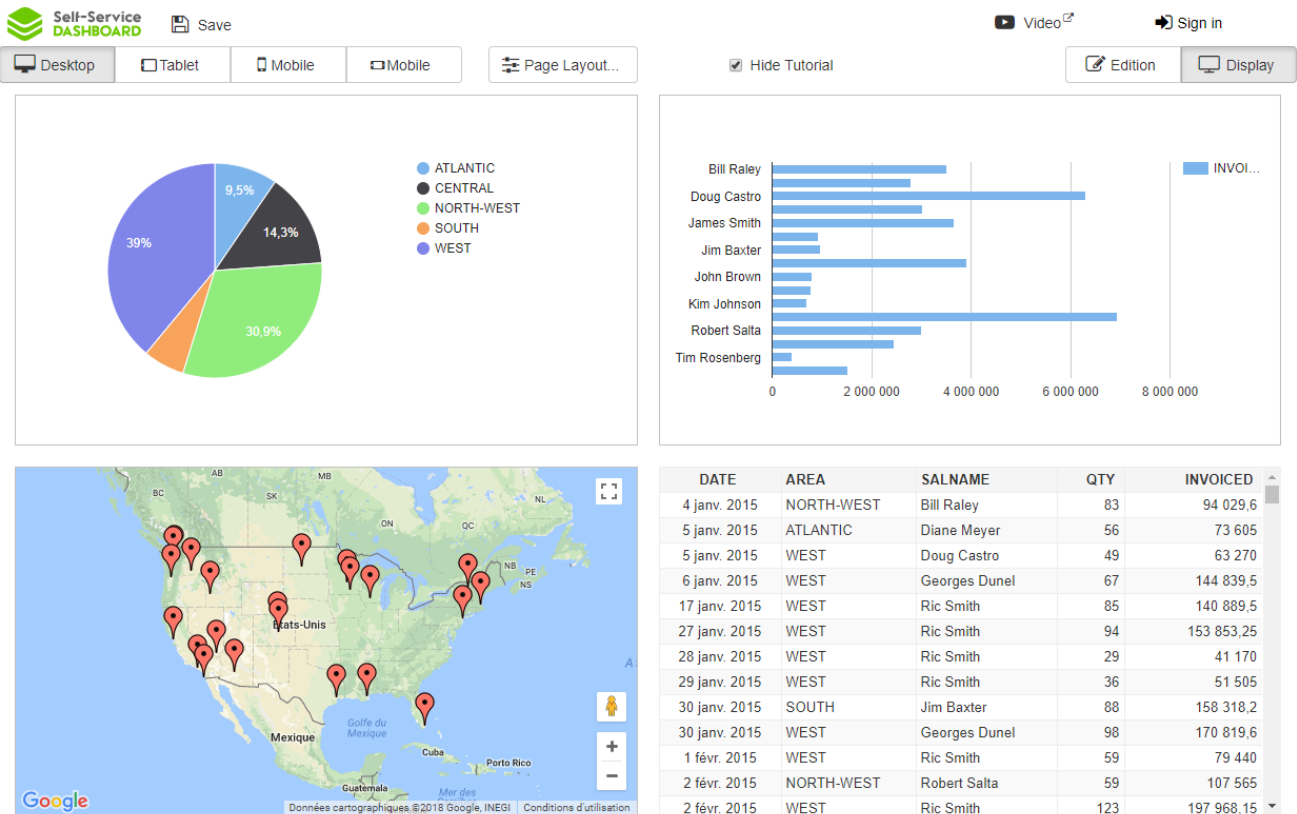 Self-Service
DASHBOARD
Save
Video
Sign in
Desktop
Tablet
Mobile
Mobile
Page Layout...
Hide Tutorial
Edition
Display
9,5%
14,3%
30,9%
39%
ATLANTIC
CENTRAL
NORTH-WEST
SOUTH
WEST
Bill Raley
Doug Castro
James Smith
Jim Baxter
John Brown
Kim Johnson
Robert Salta
Tim Rosenberg
0 2 000 000 4 000 000 6 000 000 8 000 000
INVOI...
AB
MB
BC
SK
NL
ON
QC
NB
PE
NS
États-Unis
Golfe du
Mexique
Mexique
Cuba
Porto Rico
Guatemala
Mer des
Google
Données cartographiques ©2018 Google, INEGI
Conditions d'utilisation
DATE AREA SALNAME QTY INVOICED
4 janv. 2015 NORTH-WEST Bill Raley 83 94 029,6
5 janv. 2015 ATLANTIC Diane Meyer 56 73 605
5 janv. 2015 WEST Doug Castro 49 63 270
6 janv. 2015 WEST Georges Dunel 67 144 839,5
17 janv. 2015 WEST Ric Smith 85 140 889,5
27 janv. 2015 WEST Ric Smith 94 153 853,25
28 janv. 2015 WEST Ric Smith 29 41 170
29 janv. 2015 WEST Ric Smith 36 51 505
30 janv. 2015 SOUTH Jim Baxter 88 158 318,2
30 janv. 2015 WEST Georges Dunel 98 170 819,6
1 févr. 2015 WEST Ric Smith 59 79 440
2 févr. 2015 NORTH-WEST Robert Salta 59 107 565
2 févr. 2015 WEST Ric Smith 123 197 968,15